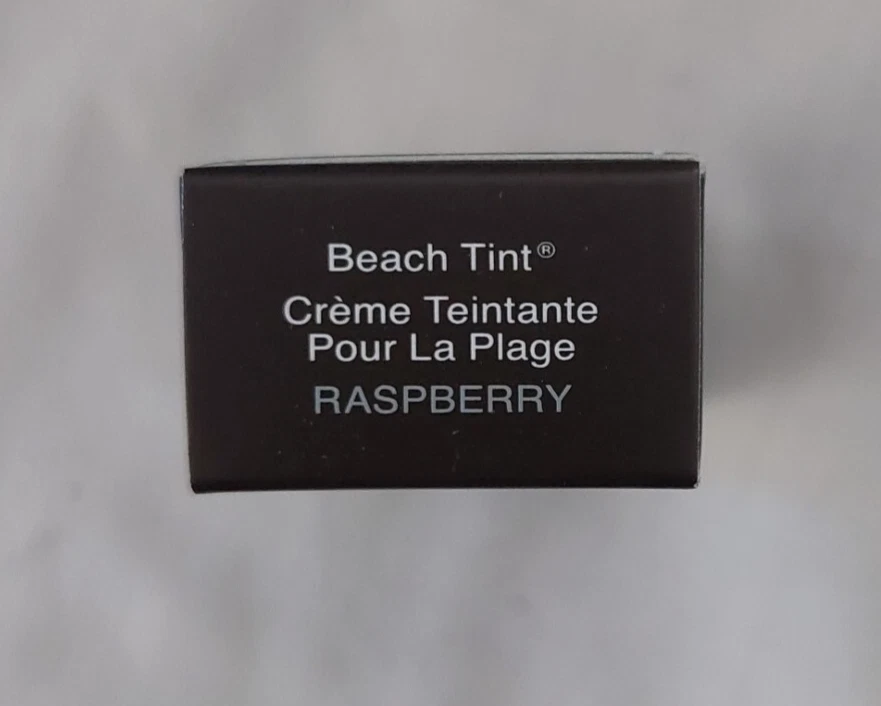 Beach Tint®
Crème Teintante
Pour La Plage
RASPBERRY